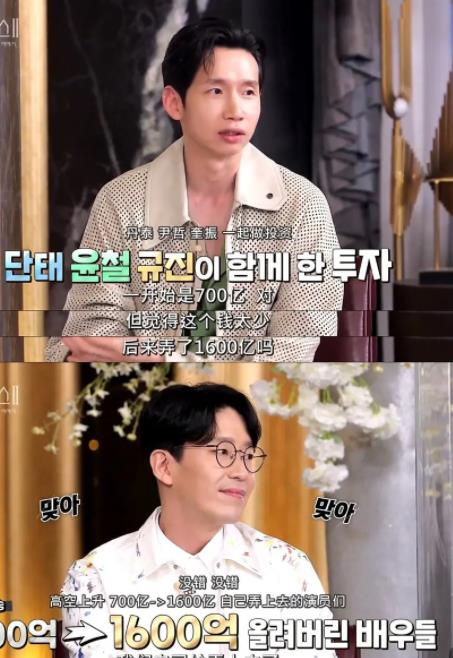 丹泰 尹哲 奎振 一起做投资
단태 윤철 규진이 함께 한 투자
一开始是700亿 对
但觉得这个钱太少
后来弄了1600亿吗
맞아
맞아
没错 没错
高空上升 700亿->1600亿 自己弄上去的演员们
00억 ⇒ 1600억 올려버린 배우들